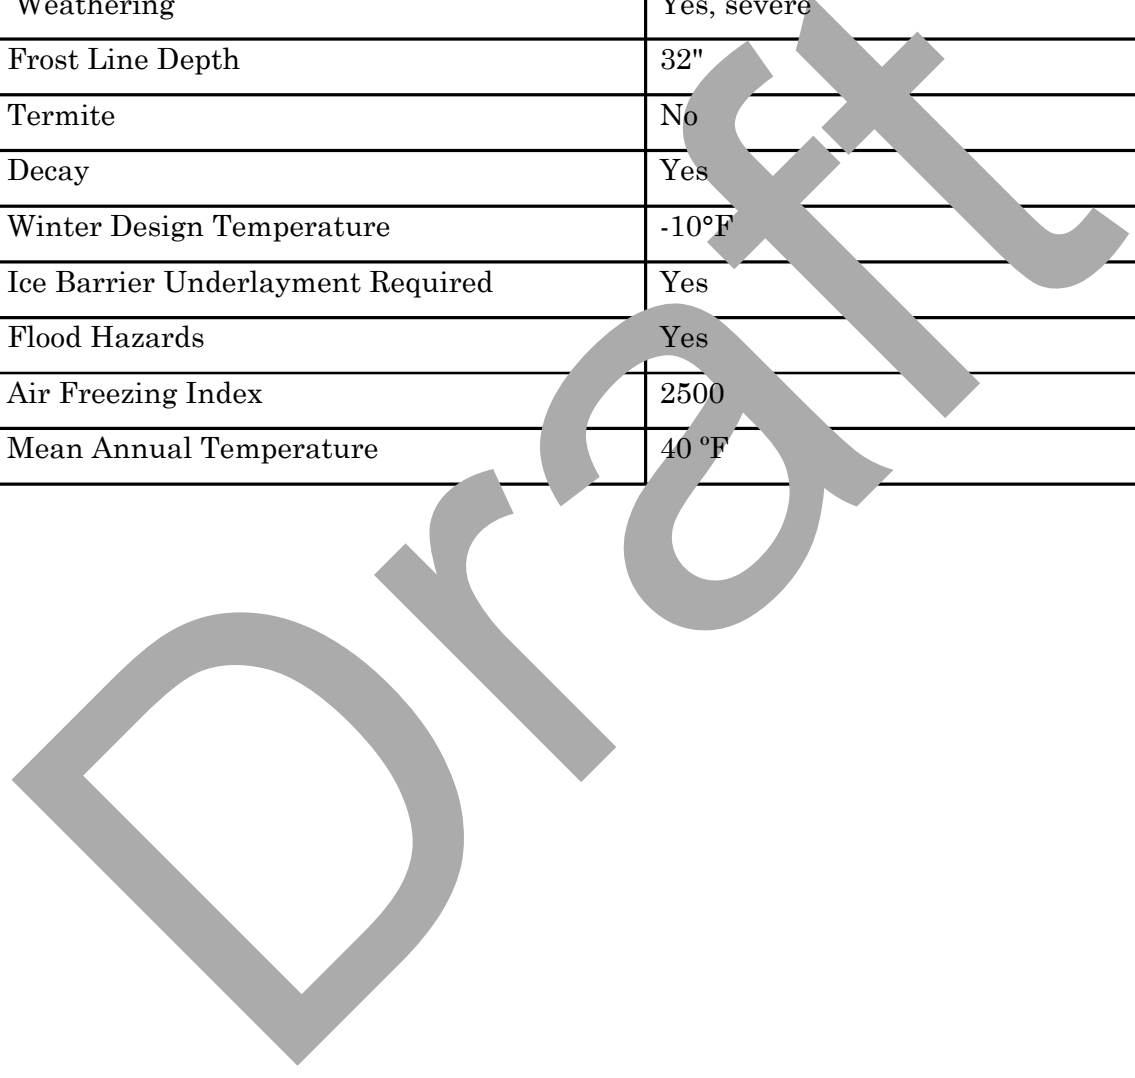 Weathering Yes, severe
Frost Line Depth 32"
Termite No
Decay Yes
Winter Design Temperature -10°F
Ice Barrier Underlayment Required Yes
Flood Hazards Yes
Air Freezing Index 2500
Mean Annual Temperature 40 ºF
Draft